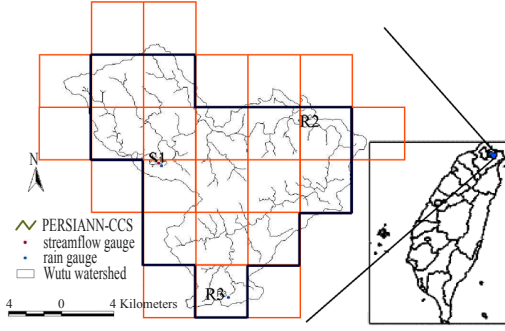 R2
S1
N
PERSIANN-CCS
streamflow gauge
rain gauge
Wutu watershed
R3
4 0 4 Kilometers